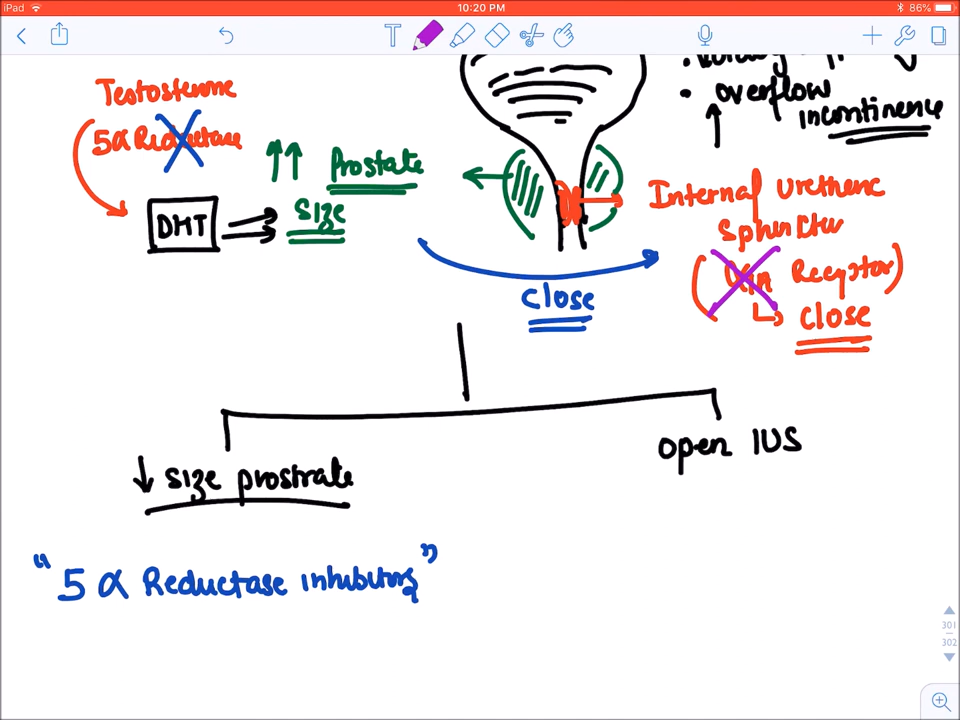 iPad
10:20 PM
86%
T
overflow
incontinence
Testosterone
5α Reductase
↑↑ Prostate
size
DHT
Internal Urethene
Sphincter
Receptor)
close
close
↓ size prostrate
open IUS
"5 α Reductase inhibitors"
301
302